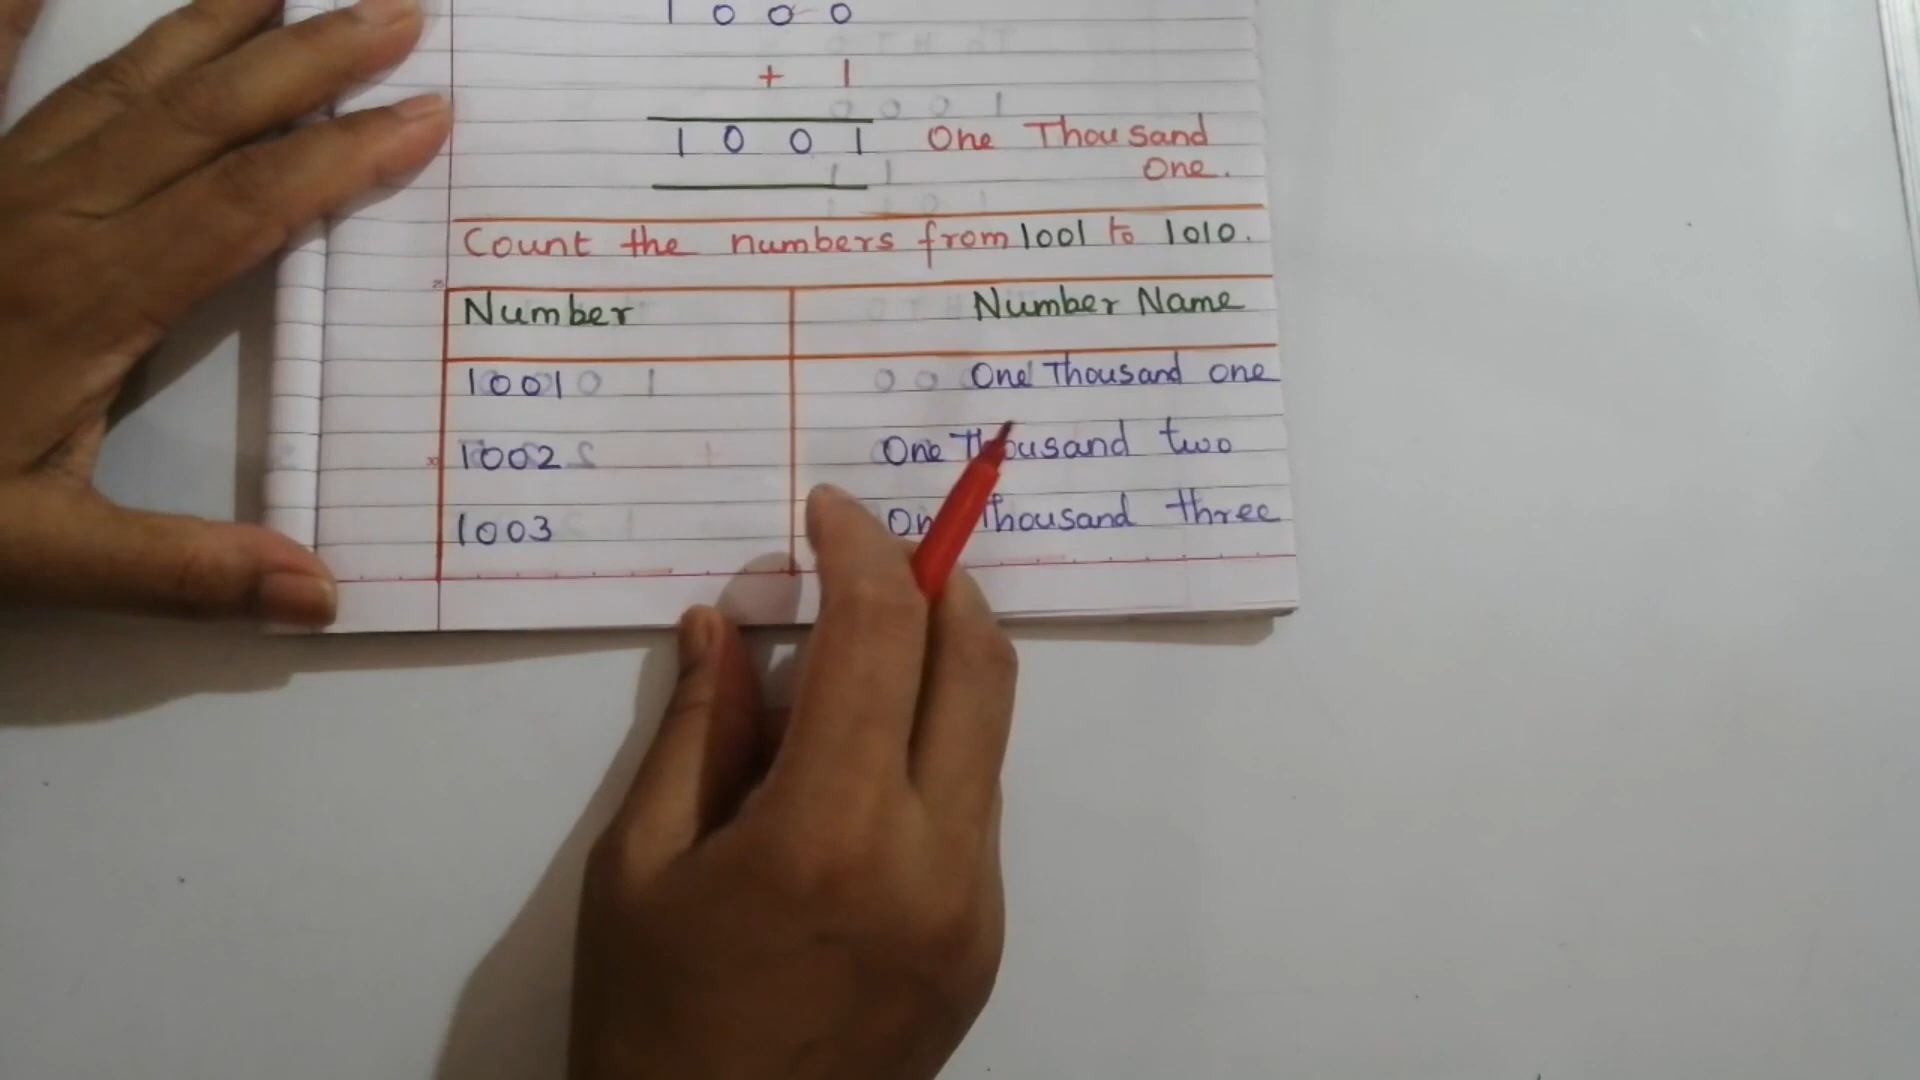 1 0 0 0
+ 1
1 0 0 1 One Thousand
One.
Count the numbers from 1001 to 1010.
Number Number Name
1001 One Thousand one
1002 One Thousand two
1003 One Thousand three